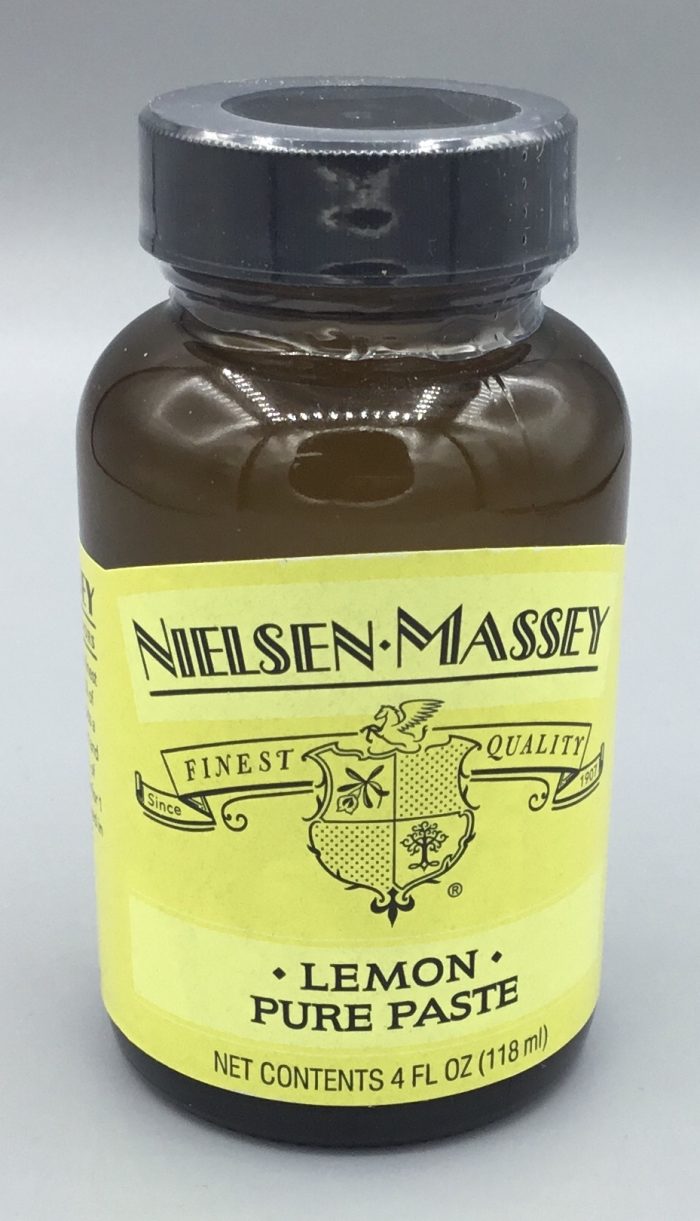 NIELSEN·MASSEY
FINEST QUALITY
Since 1907
®
• LEMON •
PURE PASTE
NET CONTENTS 4 FL OZ (118 ml)